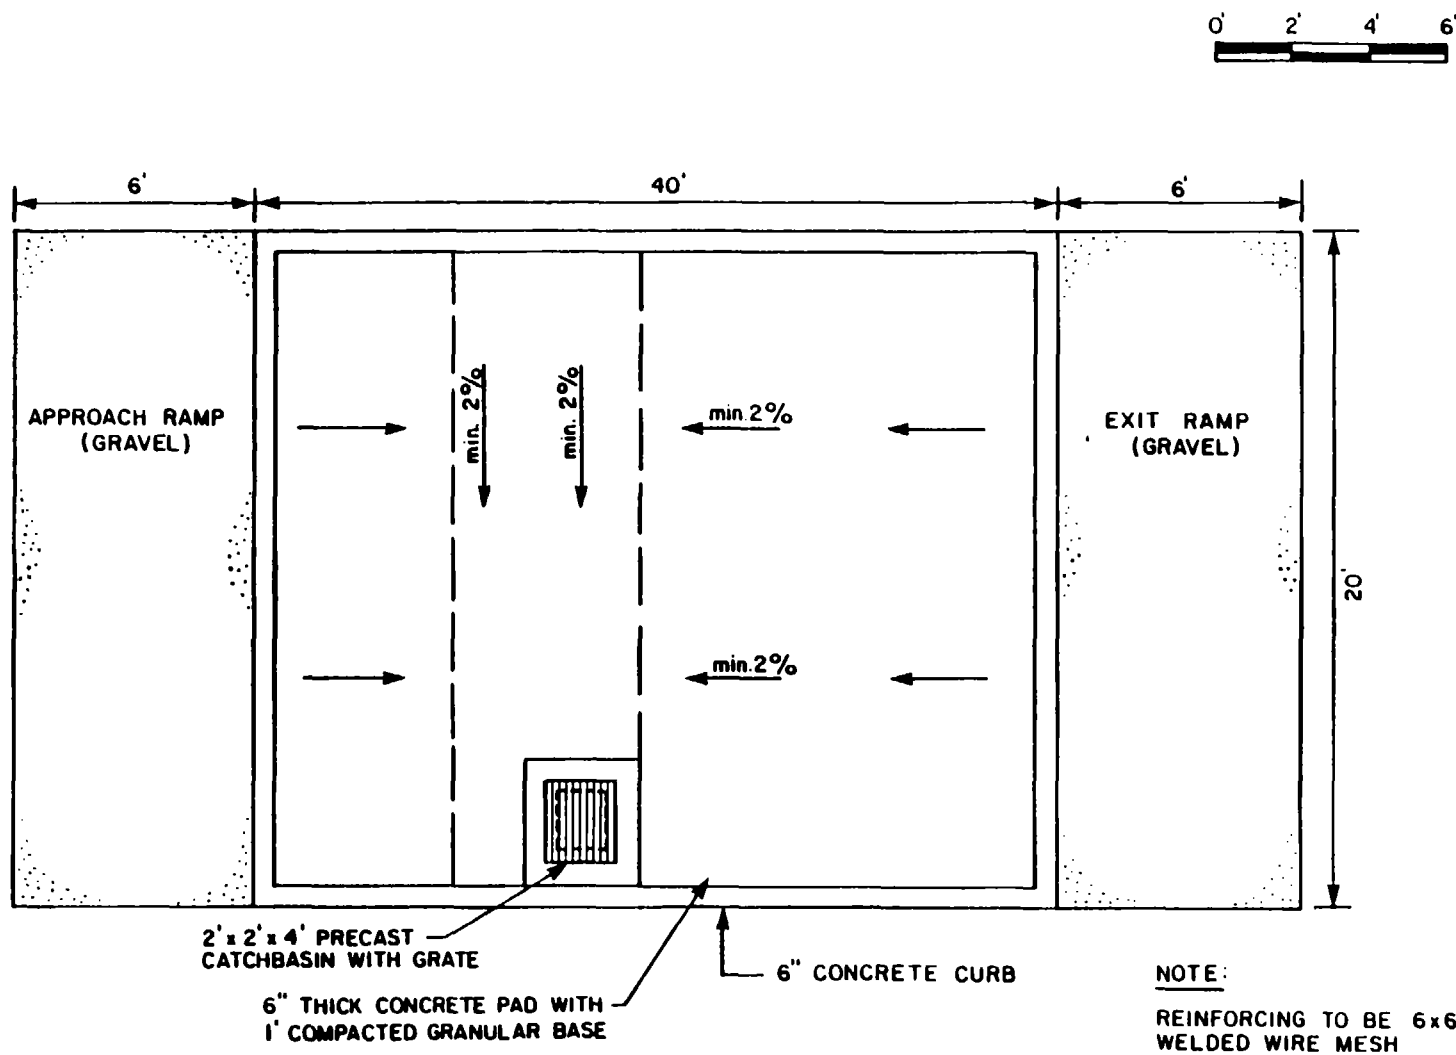 0' 2' 4' 6'
6' 40' 6'
APPROACH RAMP
(GRAVEL)
min. 2%
min. 2%
min.2%
EXIT RAMP
(GRAVEL)
20'
min.2%
2' x 2' x 4' PRECAST
CATCHBASIN WITH GRATE
6" CONCRETE CURB
6" THICK CONCRETE PAD WITH
1' COMPACTED GRANULAR BASE
NOTE:
REINFORCING TO BE 6x6
WELDED WIRE MESH